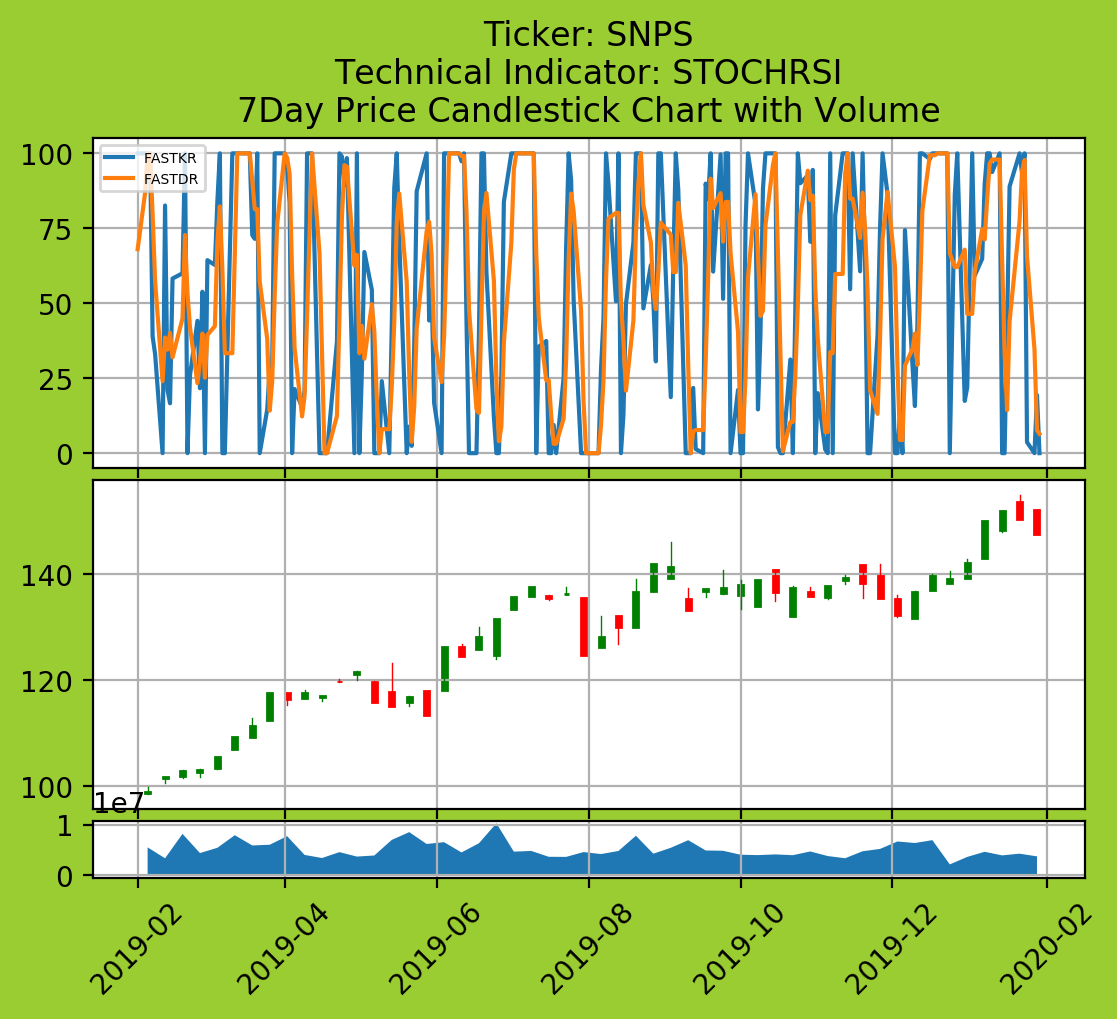 Ticker: SNPS
Technical Indicator: STOCHRSI
7Day Price Candlestick Chart with Volume
100
75
50
25
0
FASTKR
FASTDR
140
120
100
1e7
1
0
2019-02
2019-04
2019-06
2019-08
2019-10
2019-12
2020-02